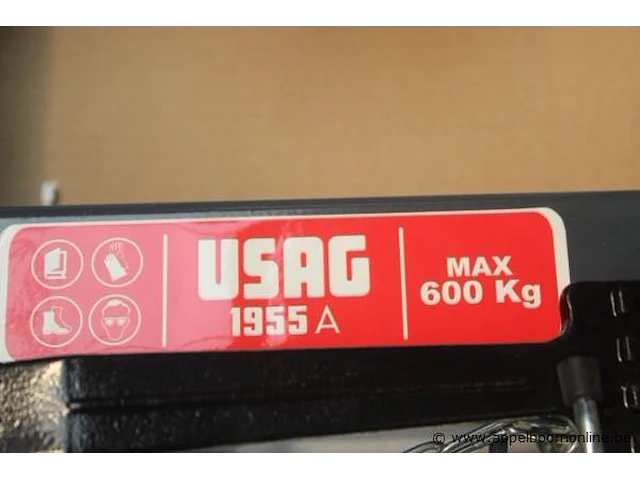 USAG
1955 A
MAX
600 Kg
© www.appelboomonline.be